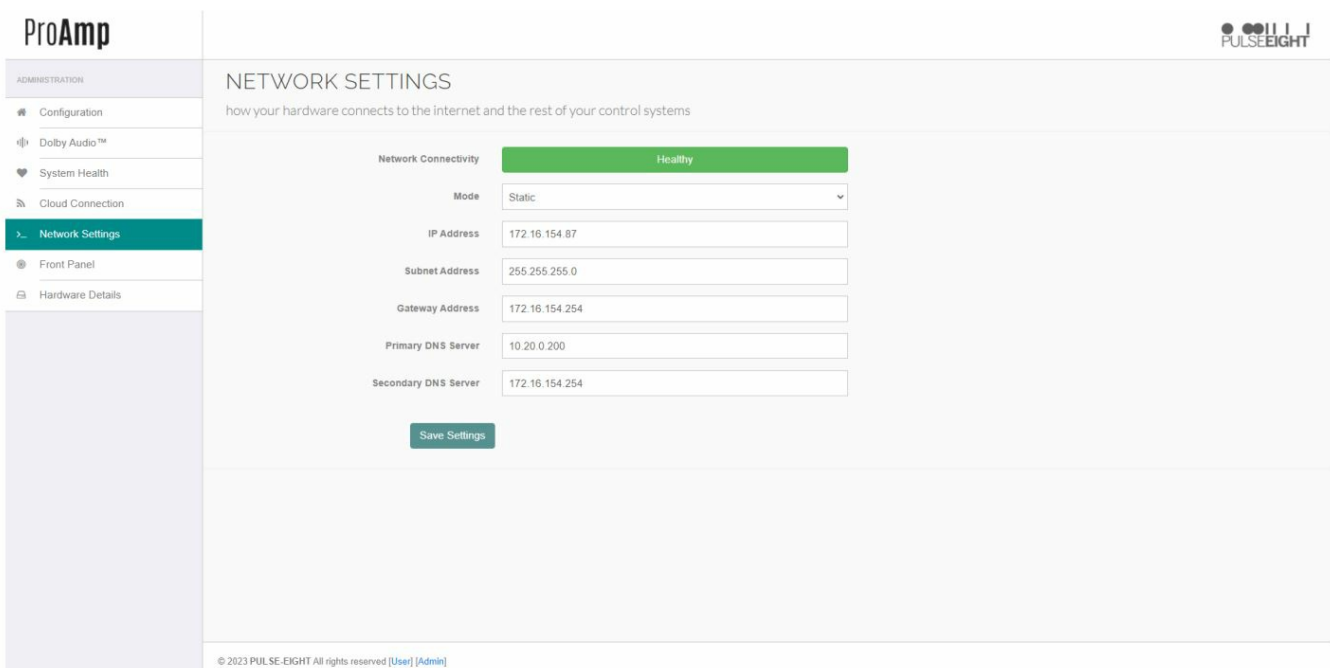 ProAmp
PULSEEIGHT
ADMINISTRATION
Configuration
Dolby Audio™
System Health
Cloud Connection
Network Settings
Front Panel
Hardware Details
NETWORK SETTINGS
how your hardware connects to the internet and the rest of your control systems
Network Connectivity Healthy
Mode Static
IP Address 172.16.154.87
Subnet Address 255.255.255.0
Gateway Address 172.16.154.254
Primary DNS Server 10.20.0.200
Secondary DNS Server 172.16.154.254
Save Settings
© 2023 PULSE-EIGHT All rights reserved [User] [Admin]